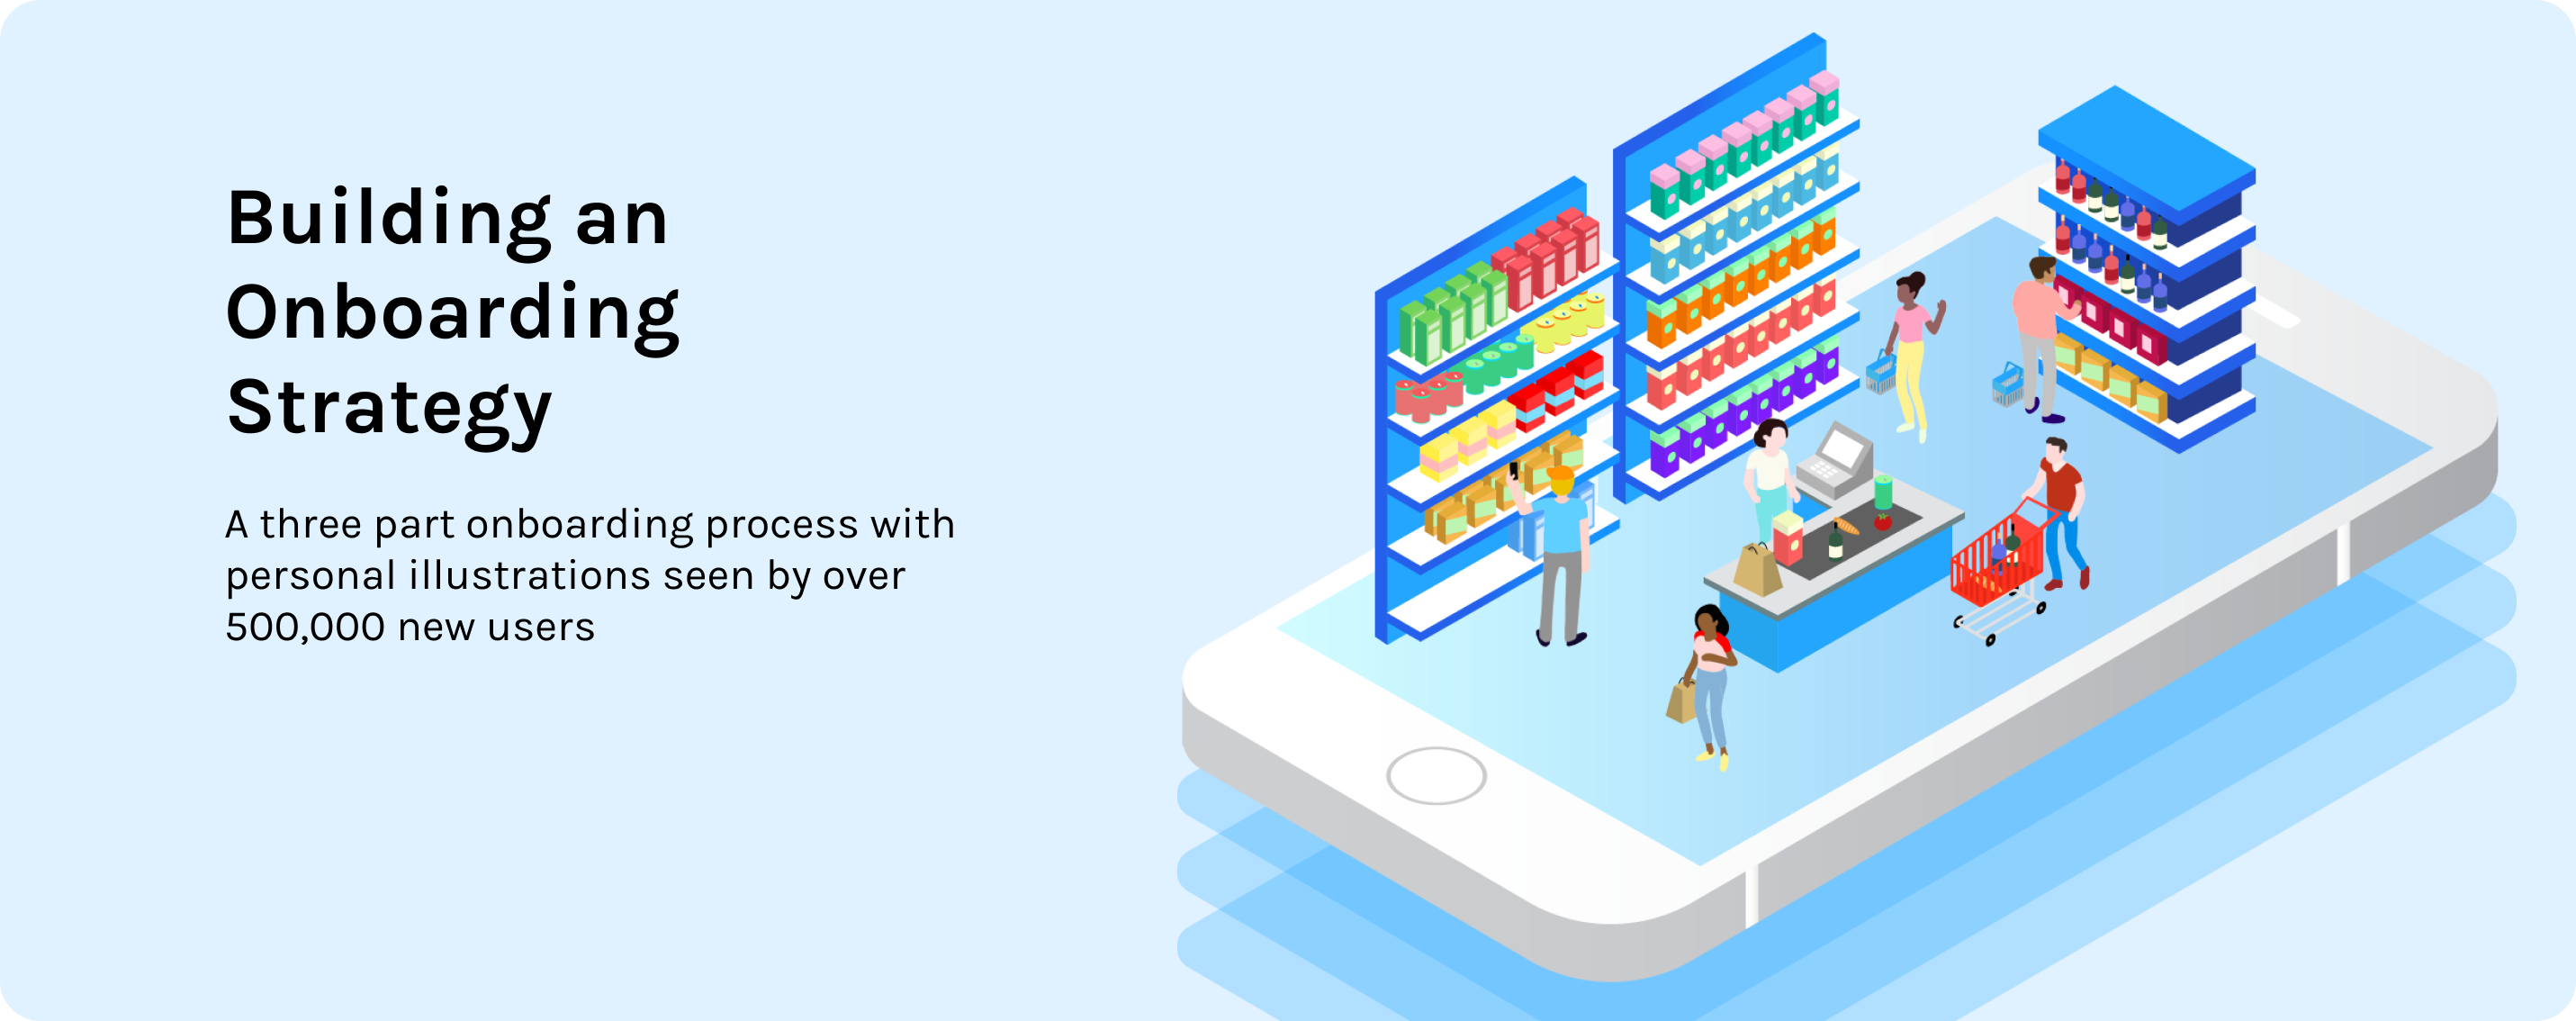 Building an
Onboarding
Strategy
A three part onboarding process with
personal illustrations seen by over
500,000 new users